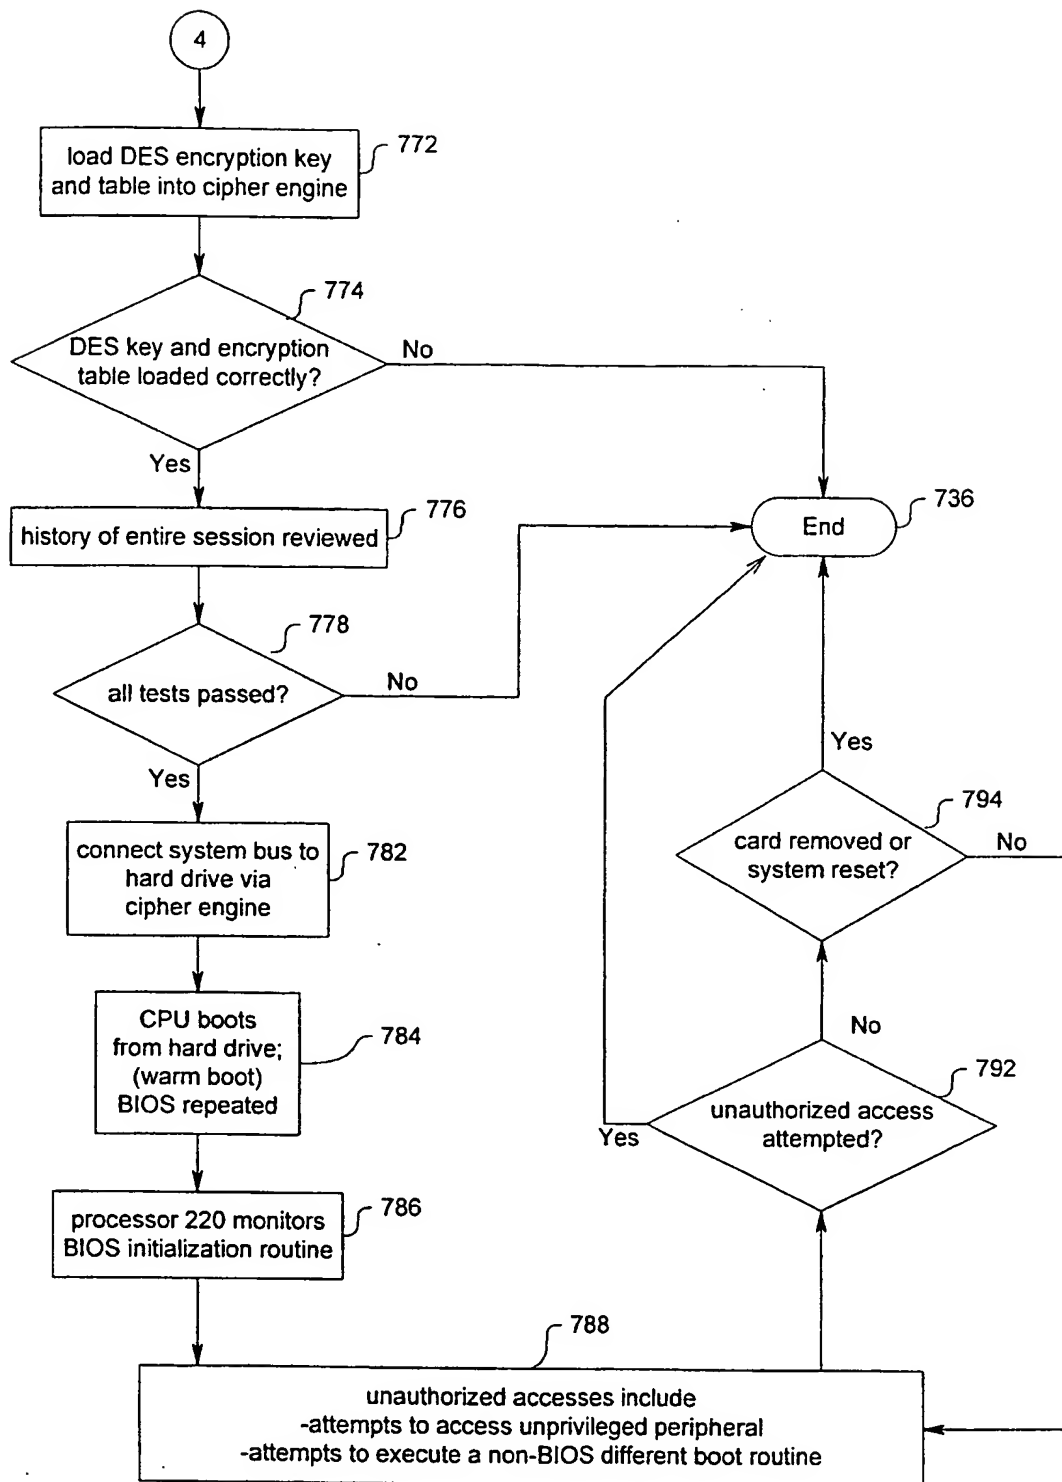 4
load DES encryption key
and table into cipher engine
772
774
DES key and encryption
table loaded correctly?
No
Yes
history of entire session reviewed
776
End
736
778
all tests passed?
No
Yes
connect system bus to
hard drive via
cipher engine
782
CPU boots
from hard drive;
(warm boot)
BIOS repeated
784
processor 220 monitors
BIOS initialization routine
786
Yes
794
card removed or
system reset?
No
No
792
unauthorized access
attempted?
Yes
788
unauthorized accesses include
-attempts to access unprivileged peripheral
-attempts to execute a non-BIOS different boot routine